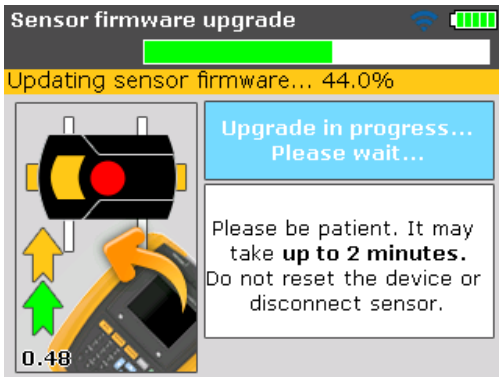 Sensor firmware upgrade
Updating sensor firmware... 44.0%
Upgrade in progress...
Please wait...
Please be patient. It may
take up to 2 minutes.
Do not reset the device or
disconnect sensor.
0.48